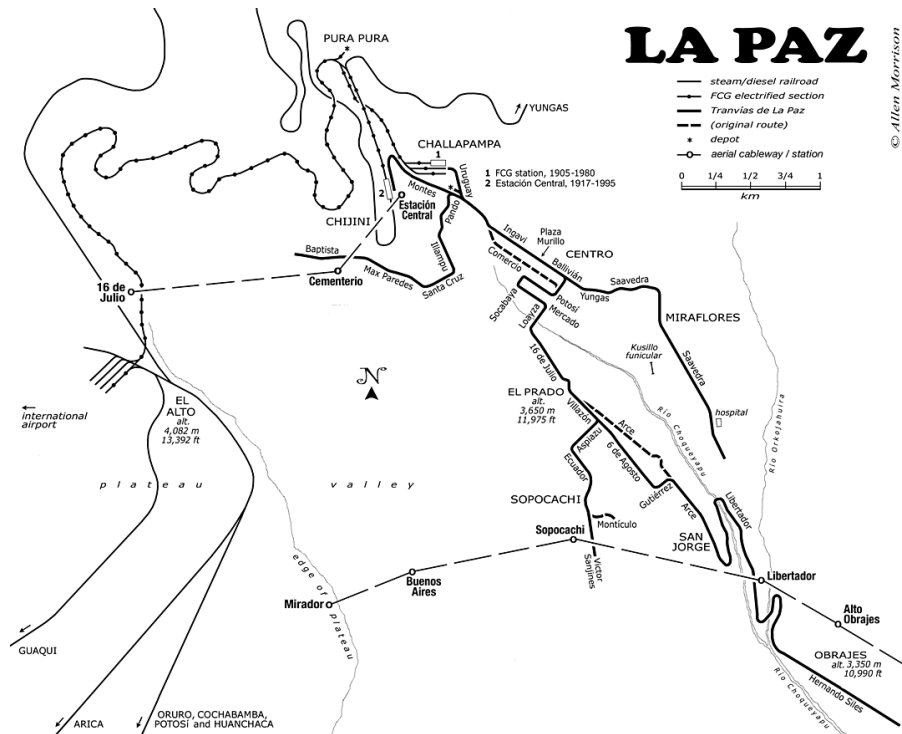 LA PAZ
© Allen Morrison
steam/diesel railroad
FCG electrified section
Tranvías de La Paz
(original route)
depot
aerial cableway / station
0 1/4 1/2 3/4 1
km
PURA PURA
YUNGAS
CHALLAPAMPA
1
1 FCG station, 1905-1980
2 Estación Central, 1917-1995
2
Montes
Uruguay
Estación
Central
Pando
CHIJINI
Illampu
Baptista
Max Paredes
Santa Cruz
Cementerio
16 de
Julio
Ingavi
Plaza
Murillo
CENTRO
Comercio
Ballivián
Saavedra
Yungas
Potosí
Mercado
Socabaya
Loayza
MIRAFLORES
16 de Julio
Kusillo
funicular
Saavedra
hospital
EL PRADO
alt.
3,650 m
11,975 ft
Villazón
Arce
Río Choqueyapu
Río Orkojahuira
N
EL
ALTO
alt.
4,082 m
13,392 ft
international
airport
Aspiazu
6 de Agosto
Ecuador
Gutiérrez
Arce
Libertador
plateau
valley
SOPOCACHI
Montículo
Sopocachi
SAN
JORGE
Victor
Sanjines
Buenos
Aires
Mirador
edge of plateau
Libertador
Alto
Obrajes
OBRAJES
alt. 3,350 m
10,990 ft
Hernando Siles
Río Choqueyapu
GUAQUI
ARICA
ORURO, COCHABAMBA,
POTOSí and HUANCHACA